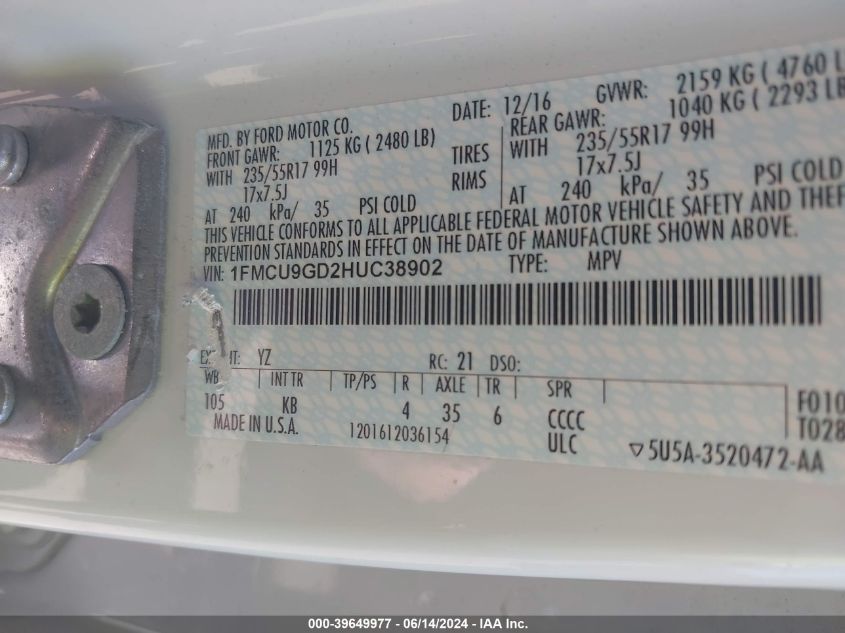 MFD. BY FORD MOTOR CO.
DATE: 12/16 GVWR: 2159 KG ( 4760 L
FRONT GAWR: 1125 KG ( 2480 LB)
REAR GAWR: 1040 KG ( 2293 LB
WITH 235/55R17 99H TIRES WITH 235/55R17 99H
17x7.5J RIMS 17x7.5J
AT 240 kPa/ 35 PSI COLD AT 240 kPa/ 35 PSI COLD
THIS VEHICLE CONFORMS TO ALL APPLICABLE FEDERAL MOTOR VEHICLE SAFETY AND THEF
PREVENTION STANDARDS IN EFFECT ON THE DATE OF MANUFACTURE SHOWN ABOVE.
VIN: 1FMCU9GD2HUC38902 TYPE: MPV
YZ RC: 21 DSO:
WB INT TR TP/PS R AXLE TR SPR
105 KB 4 35 6 CCCC F010
MADE IN U.S.A. 1201612036154 ULC ▽5U5A-3520472-AA T028
000-39649977 - 06/14/2024 - IAA Inc.